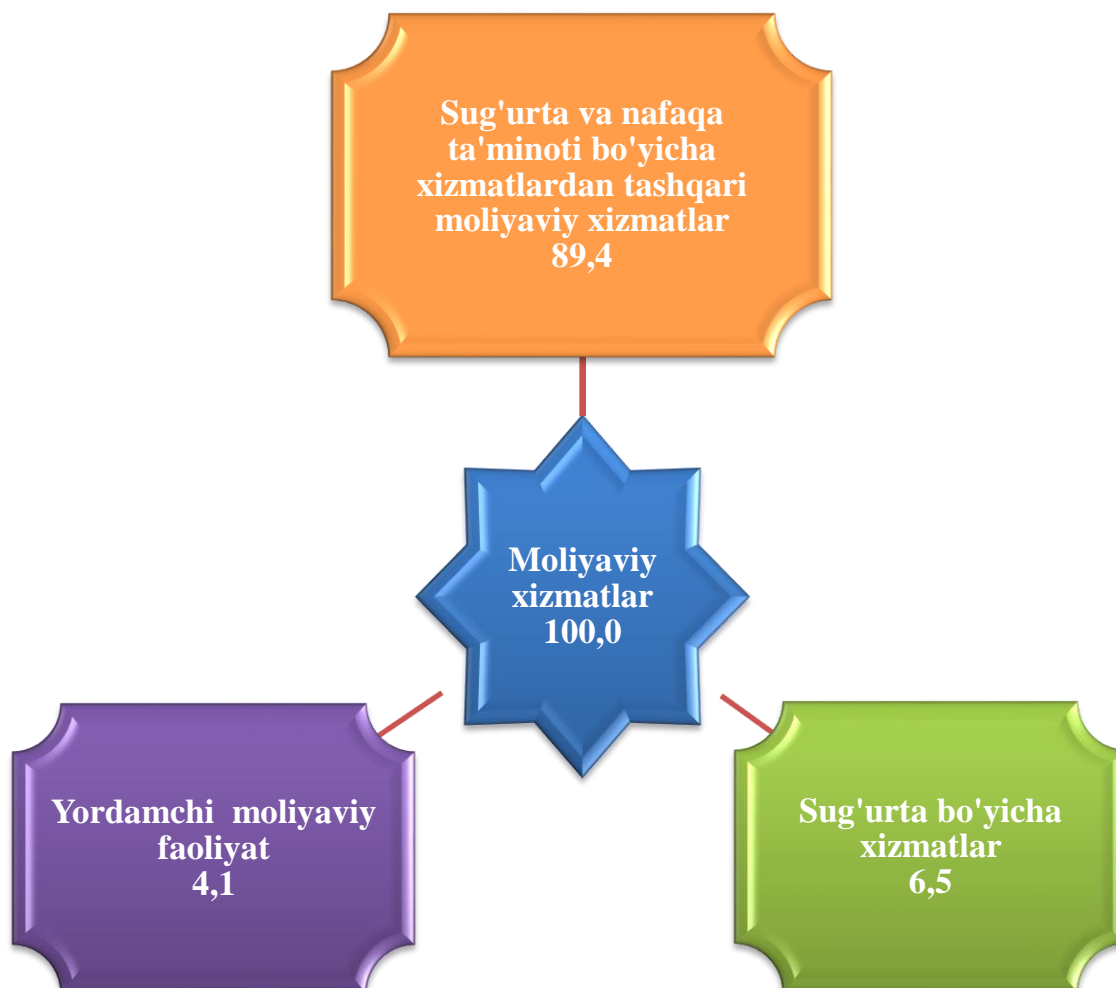 Sug'urta va nafaqa
ta'minoti bo'yicha
xizmatlardan tashqari
moliyaviy xizmatlar
89,4
Moliyaviy
xizmatlar
100,0
Yordamchi moliyaviy
faoliyat
4,1
Sug'urta bo'yicha
xizmatlar
6,5